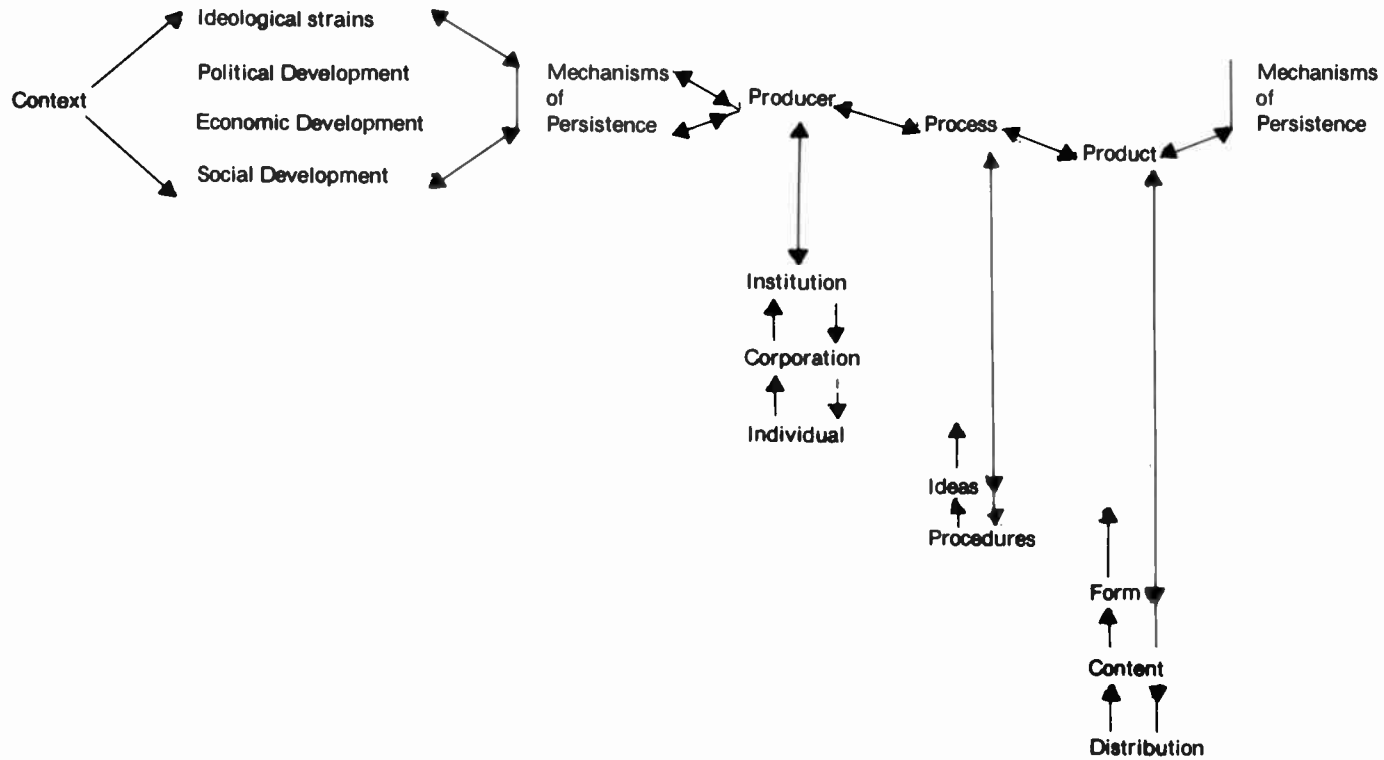 Context
Ideological strains
Political Development
Economic Development
Social Development
Mechanisms
of
Persistence
Producer
Process
Product
Mechanisms
of
Persistence
Institution
Corporation
Individual
Ideas
Procedures
Form
Content
Distribution